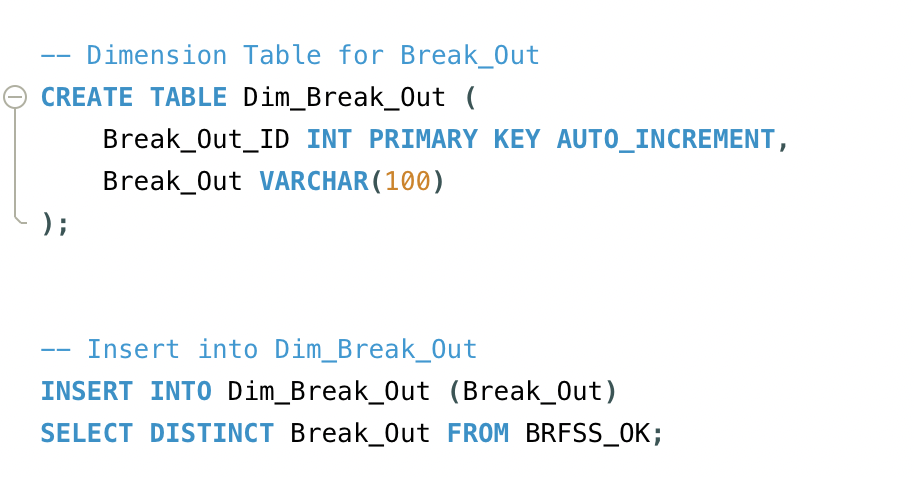 -- Dimension Table for Break_Out
CREATE TABLE Dim_Break_Out (
    Break_Out_ID INT PRIMARY KEY AUTO_INCREMENT,
    Break_Out VARCHAR(100)
);
-- Insert into Dim_Break_Out
INSERT INTO Dim_Break_Out (Break_Out)
SELECT DISTINCT Break_Out FROM BRFSS_OK;